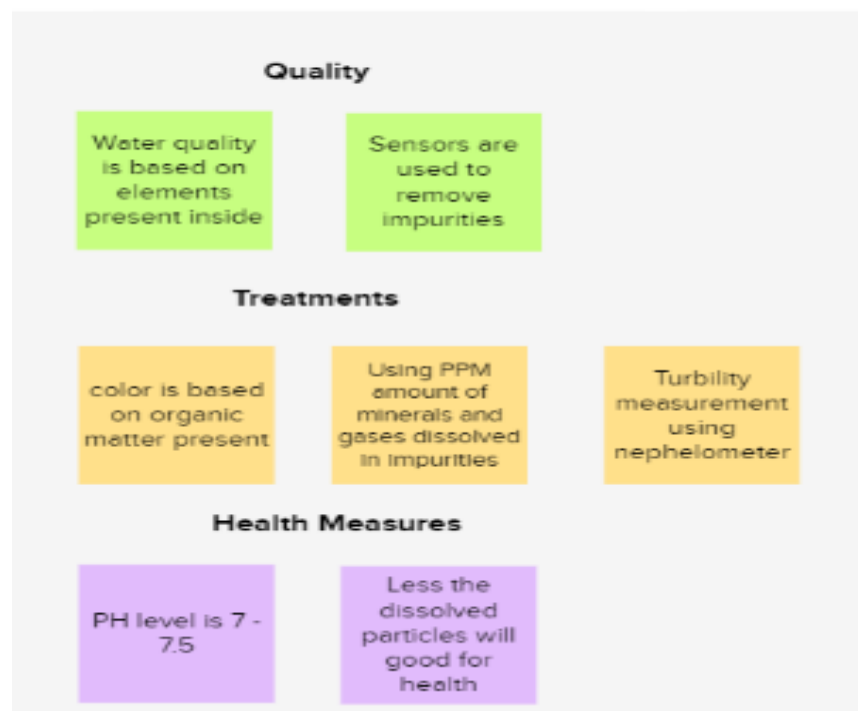 Quality
Water quality
is based on
elements
present inside
Sensors are
used to
remove
impurities
Treatments
color is based
on organic
matter present
Using PPM
amount of
minerals and
gases dissolved
in impurities
Turbility
measurement
using
nephelometer
Health Measures
PH level is 7 -
7.5
Less the
dissolved
particles will
good for
health